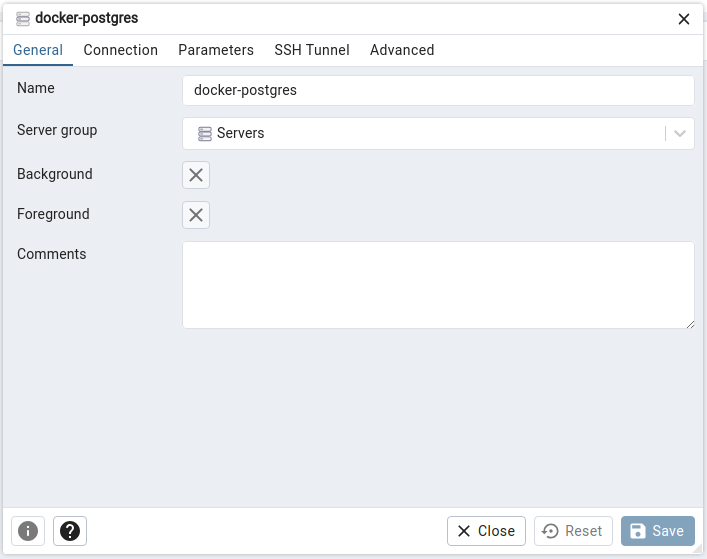 docker-postgres
General Connection Parameters SSH Tunnel Advanced
Name docker-postgres
Server group Servers
Background
Foreground
Comments
Close Reset Save